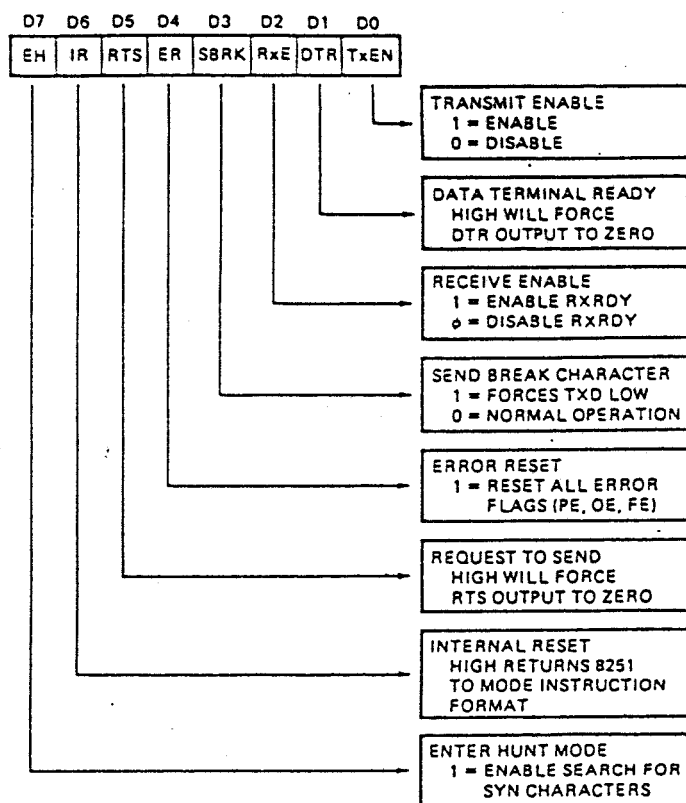 D7 D6 D5 D4 D3 D2 D1 D0
EH IR RTS ER SBRK RxE DTR TxEN
TRANSMIT ENABLE
1 = ENABLE
0 = DISABLE
DATA TERMINAL READY
HIGH WILL FORCE
DTR OUTPUT TO ZERO
RECEIVE ENABLE
1 = ENABLE RXRDY
φ = DISABLE RXRDY
SEND BREAK CHARACTER
1 = FORCES TXD LOW
0 = NORMAL OPERATION
ERROR RESET
1 = RESET ALL ERROR
FLAGS (PE, OE, FE)
REQUEST TO SEND
HIGH WILL FORCE
RTS OUTPUT TO ZERO
INTERNAL RESET
HIGH RETURNS 8251
TO MODE INSTRUCTION
FORMAT
ENTER HUNT MODE
1 = ENABLE SEARCH FOR
SYN CHARACTERS